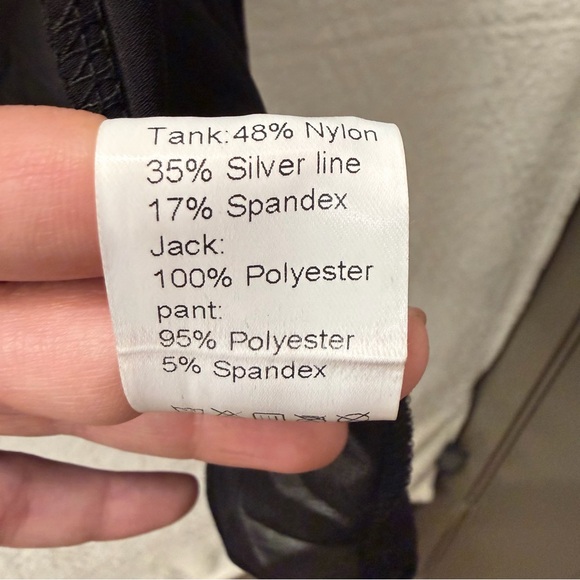 Tank:48% Nylon
35% Silver line
17% Spandex
Jack:
100% Polyester
pant:
95% Polyester
5% Spandex